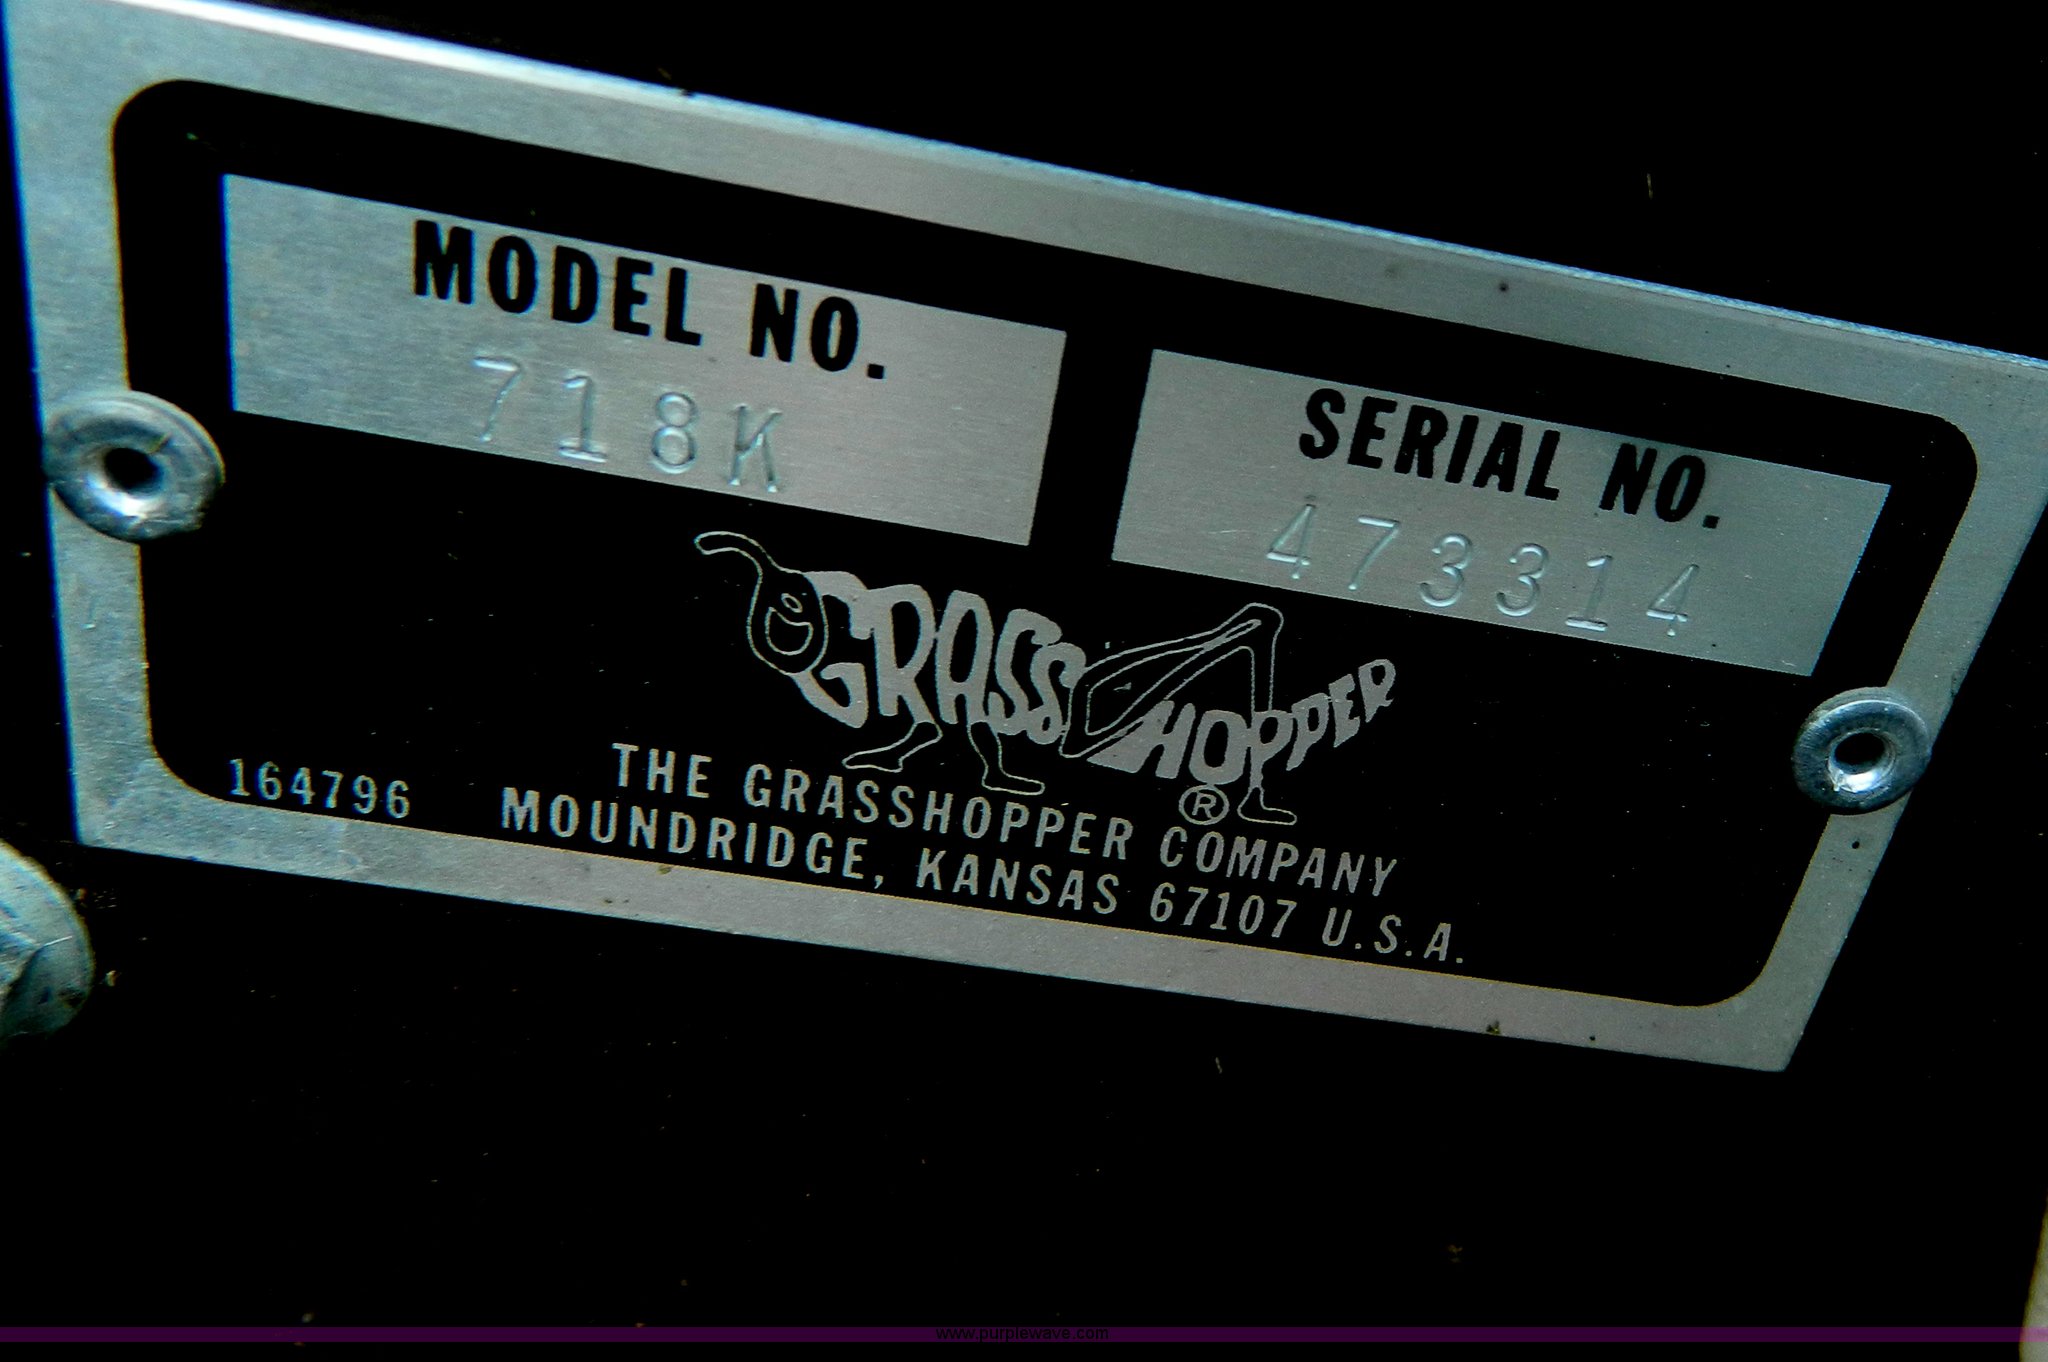 MODEL NO.
718K
SERIAL NO.
473314
GRASSHOPPER
®
164796
THE GRASSHOPPER COMPANY
MOUNDRIDGE, KANSAS 67107 U.S.A.
www.purplewave.com